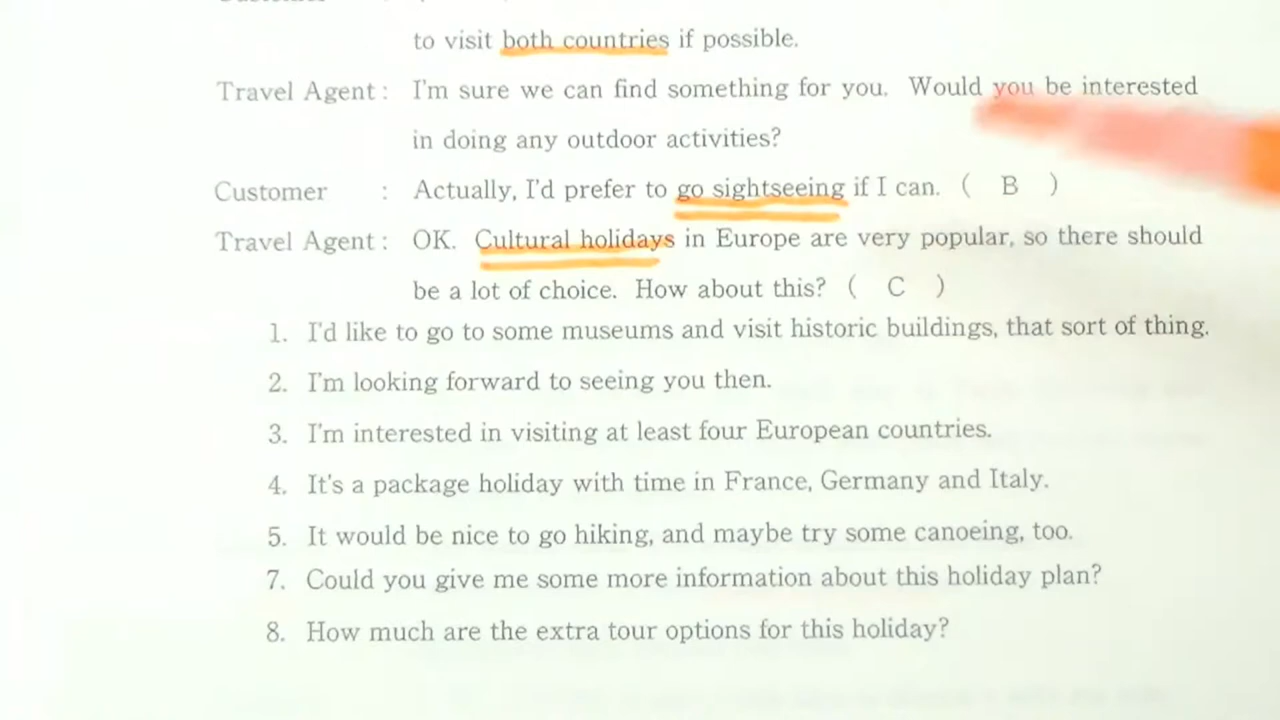 to visit both countries if possible.
Travel Agent : I'm sure we can find something for you. Would you be interested
in doing any outdoor activities?
Customer : Actually, I'd prefer to go sightseeing if I can. ( B )
Travel Agent : OK. Cultural holidays in Europe are very popular, so there should
be a lot of choice. How about this? ( C )
1. I'd like to go to some museums and visit historic buildings, that sort of thing.
2. I'm looking forward to seeing you then.
3. I'm interested in visiting at least four European countries.
4. It's a package holiday with time in France, Germany and Italy.
5. It would be nice to go hiking, and maybe try some canoeing, too.
7. Could you give me some more information about this holiday plan?
8. How much are the extra tour options for this holiday?